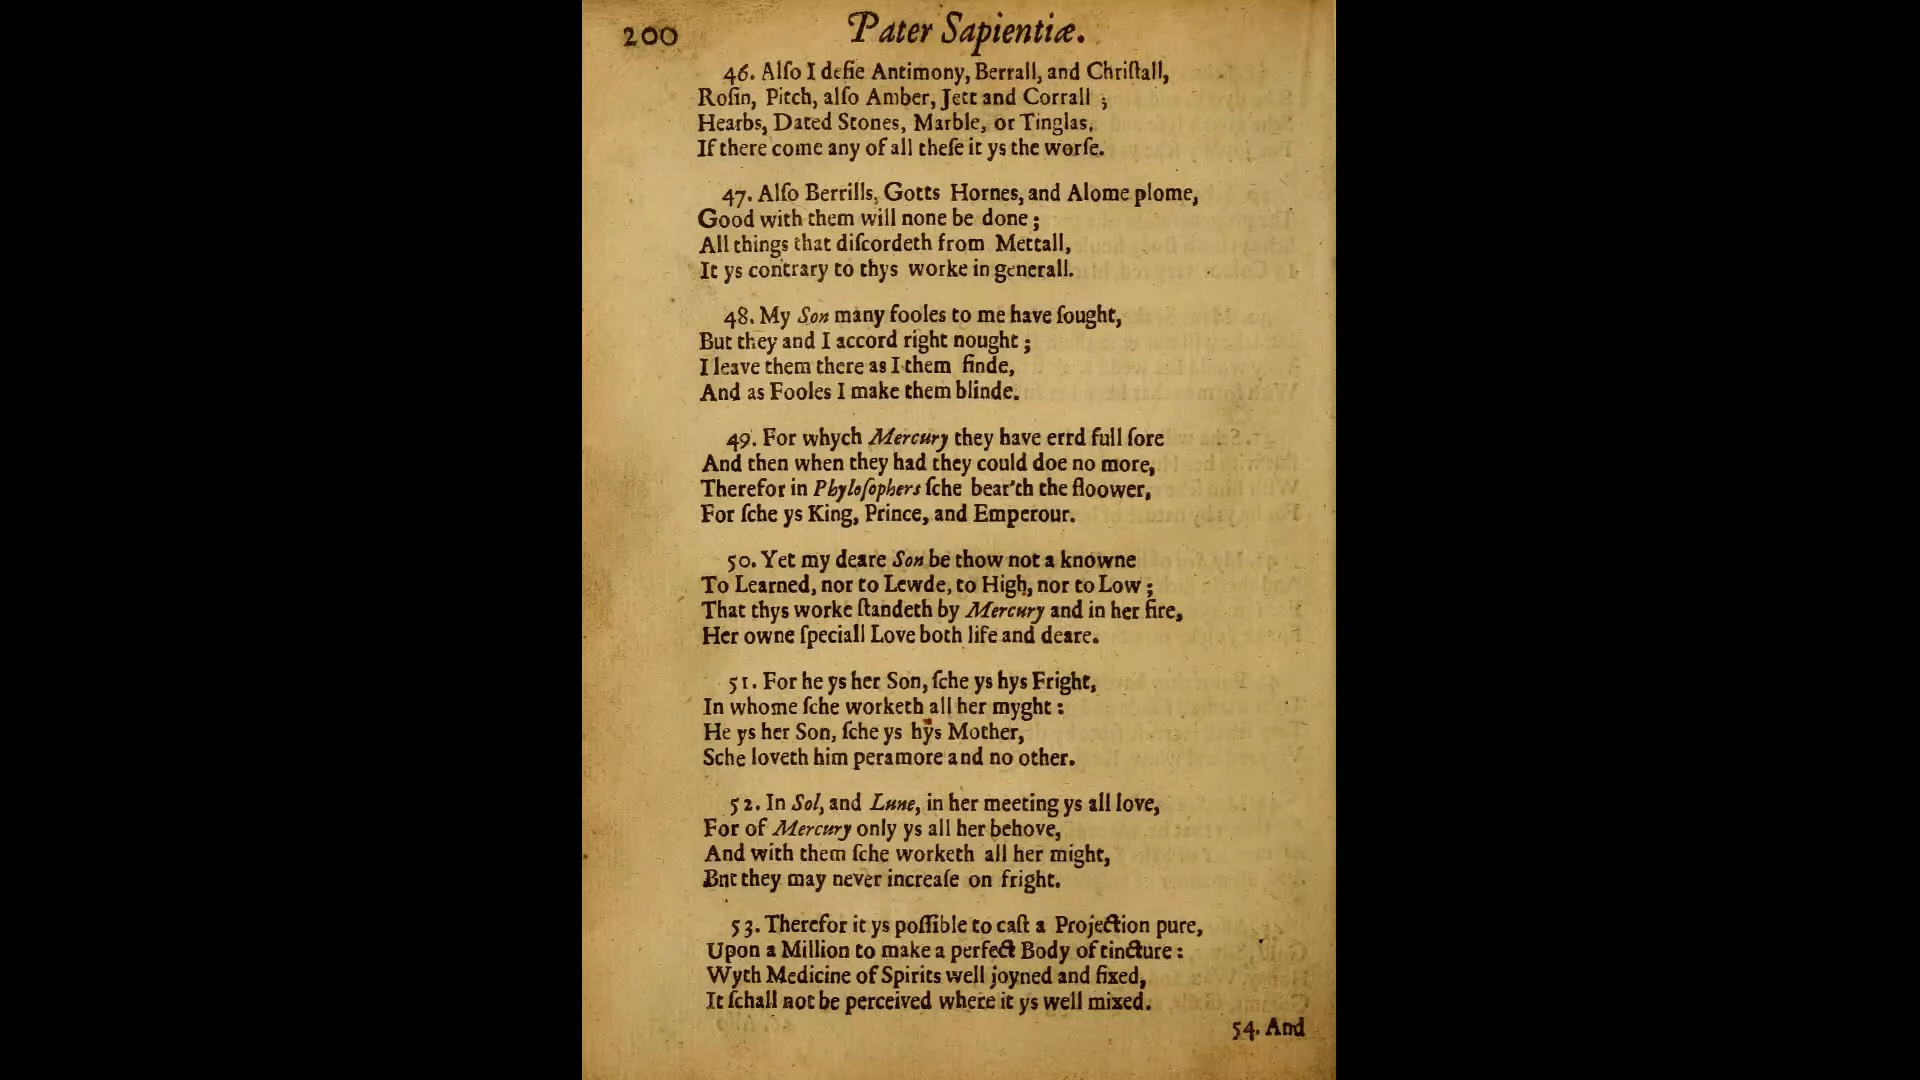 200
Pater Sapientiæ.
46. Alſo I defie Antimony, Berrall, and Chriſtall,
Roſin, Pitch, alſo Amber, Jett and Corrall ;
Hearbs, Dated Stones, Marble, or Tinglas,
If there come any of all theſe it ys the worſe.
47. Alſo Berrills, Gotts Hornes, and Alome plome,
Good with them will none be done ;
All things that diſcordeth from Mettall,
It ys contrary to thys worke in generall.
48. My Son many fooles to me have ſought,
But they and I accord right nought ;
I leave them there as I them finde,
And as Fooles I make them blinde.
49. For whych Mercury they have errd full ſore
And then when they had they could doe no more,
Therefor in Phyloſophers ſche bear'th the floower,
For ſche ys King, Prince, and Emperour.
50. Yet my deare Son be thow not a knowne
To Learned, nor to Lewde, to High, nor to Low ;
That thys worke ſtandeth by Mercury and in her fire,
Her owne ſpeciall Love both life and deare.
51. For he ys her Son, ſche ys hys Fright,
In whome ſche worketh all her myght :
He ys her Son, ſche ys hys Mother,
Sche loveth him peramore and no other.
52. In Sol, and Lune, in her meeting ys all love,
For of Mercury only ys all her behove,
And with them ſche worketh all her might,
Bnt they may never increaſe on fright.
53. Therefor it ys poſſible to caſt a Projection pure,
Upon a Million to make a perfect Body of tincture :
Wyth Medicine of Spirits well joyned and fixed,
It ſchall not be perceived where it ys well mixed.
54. And